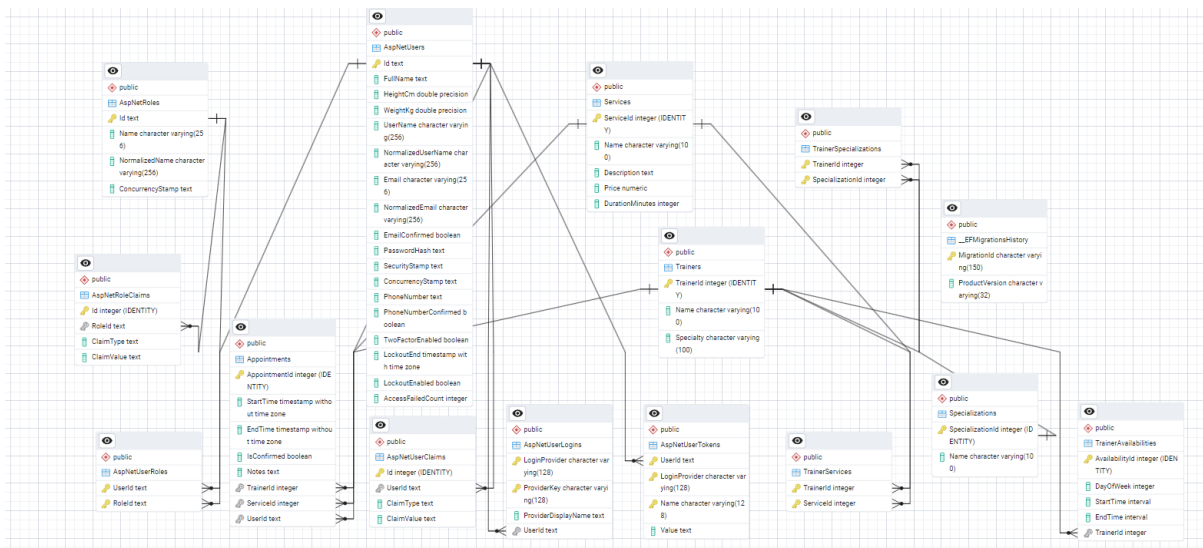 public
AspNetUsers
Id text
FullName text
HeightCm double precision
WeightKg double precision
UserName character varyin
g(256)
NormalizedUserName char
acter varying(256)
Email character varying(25
6)
NormalizedEmail character
varying(256)
EmailConfirmed boolean
PasswordHash text
SecurityStamp text
ConcurrencyStamp text
PhoneNumber text
PhoneNumberConfirmed b
oolean
TwoFactorEnabled boolean
LockoutEnd timestamp wit
h time zone
LockoutEnabled boolean
AccessFailedCount integer
public
AspNetRoles
Id text
Name character varying(25
6)
NormalizedName character
varying(256)
ConcurrencyStamp text
public
Services
ServiceId integer (IDENTIT
Y)
Name character varying(10
0)
Description text
Price numeric
DurationMinutes integer
public
TrainerSpecializations
TrainerId integer
SpecializationId integer
public
__EFMigrationsHistory
MigrationId character varyi
ng(150)
ProductVersion character v
arying(32)
public
Trainers
TrainerId integer (IDENTIT
Y)
Name character varying(10
0)
Specialty character varying
(100)
public
AspNetRoleClaims
Id integer (IDENTITY)
RoleId text
ClaimType text
ClaimValue text
public
Appointments
AppointmentId integer (IDE
NTITY)
StartTime timestamp witho
ut time zone
EndTime timestamp withou
t time zone
IsConfirmed boolean
Notes text
TrainerId integer
ServiceId integer
UserId text
public
AspNetUserRoles
UserId text
RoleId text
public
AspNetUserClaims
Id integer (IDENTITY)
UserId text
ClaimType text
ClaimValue text
public
AspNetUserLogins
LoginProvider character var
ying(128)
ProviderKey character varyi
ng(128)
ProviderDisplayName text
UserId text
public
AspNetUserTokens
UserId text
LoginProvider character var
ying(128)
Name character varying(12
8)
Value text
public
TrainerServices
TrainerId integer
ServiceId integer
public
Specializations
SpecializationId integer (ID
ENTITY)
Name character varying(10
0)
public
TrainerAvailabilities
AvailabilityId integer (IDEN
TITY)
DayOfWeek integer
StartTime interval
EndTime interval
TrainerId integer